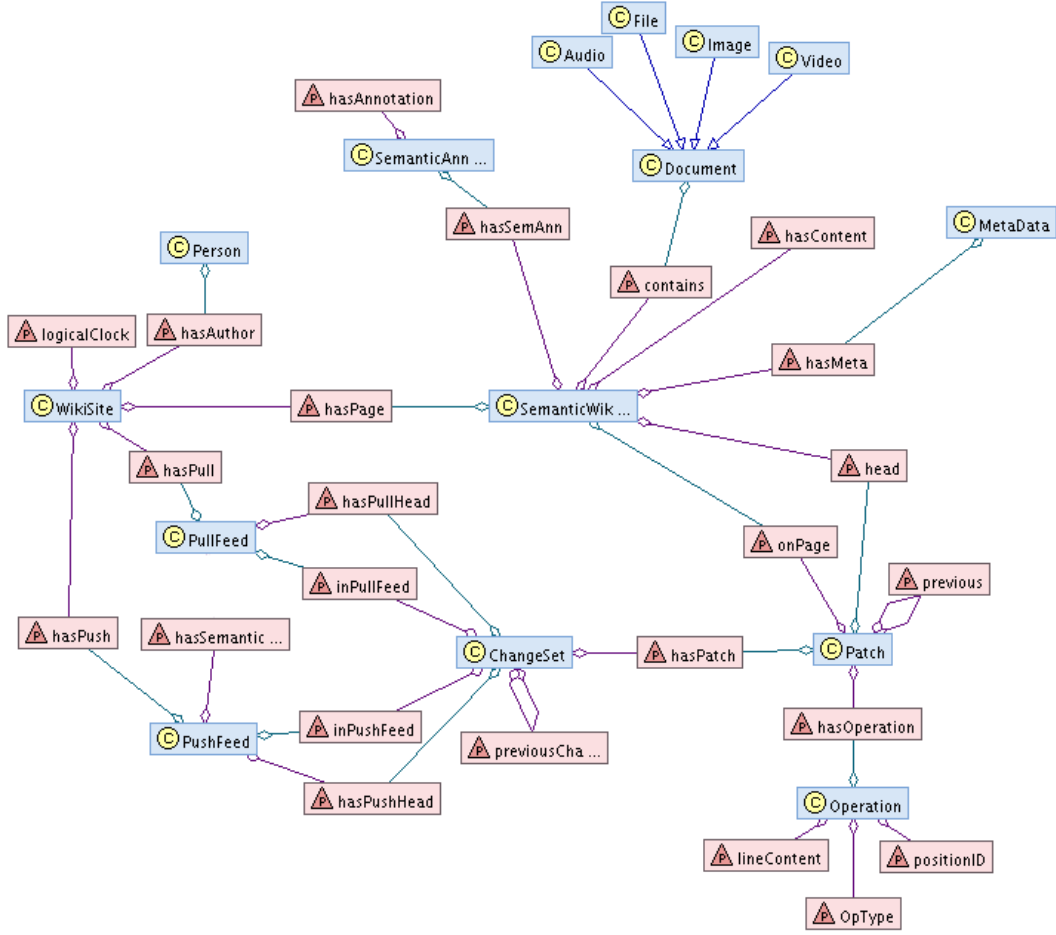 C File
C Image
C Audio
C Video
P hasAnnotation
C SemanticAnn ...
C Document
P hasSemAnn
P hasContent
C MetaData
C Person
P contains
P logicalClock
P hasAuthor
P hasMeta
C WikiSite
P hasPage
C SemanticWik ...
P hasPull
P head
P hasPullHead
C PullFeed
P onPage
P inPullFeed
P previous
P hasPush
P hasSemantic ...
C ChangeSet
P hasPatch
C Patch
P inPushFeed
C PushFeed
P previousCha ...
P hasOperation
P hasPushHead
C Operation
P lineContent
P positionID
P OpType